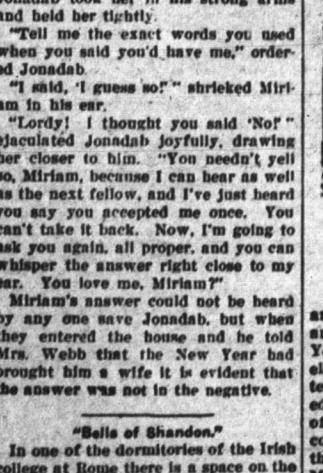 Jonadab took her in his strong arms
and held her tightly.
"Tell me the exact words you used
when you said you'd have me," order-
ed Jonadab.
"I said, 'I guess so!'" shrieked Miri-
am in his ear.
"Lordy! I thought you said 'No!'"
ejaculated Jonadab joyfully, drawing
her closer to him. "You needn't yell
so, Miriam, because I can hear as well
as the next fellow, and I've just heard
you say you accepted me once. You
can't take it back. Now, I'm going to
ask you again, all proper, and you can
whisper the answer right close to my
ear. You love me, Miriam?"
Miriam's answer could not be heard
by any one save Jonadab, but when
they entered the house and he told
Mrs. Webb that the New Year had
brought him a wife it is evident that
the answer was not in the negative.
"Bells of Shandon."
In one of the dormitories of the Irish
college at Rome there is a space on the